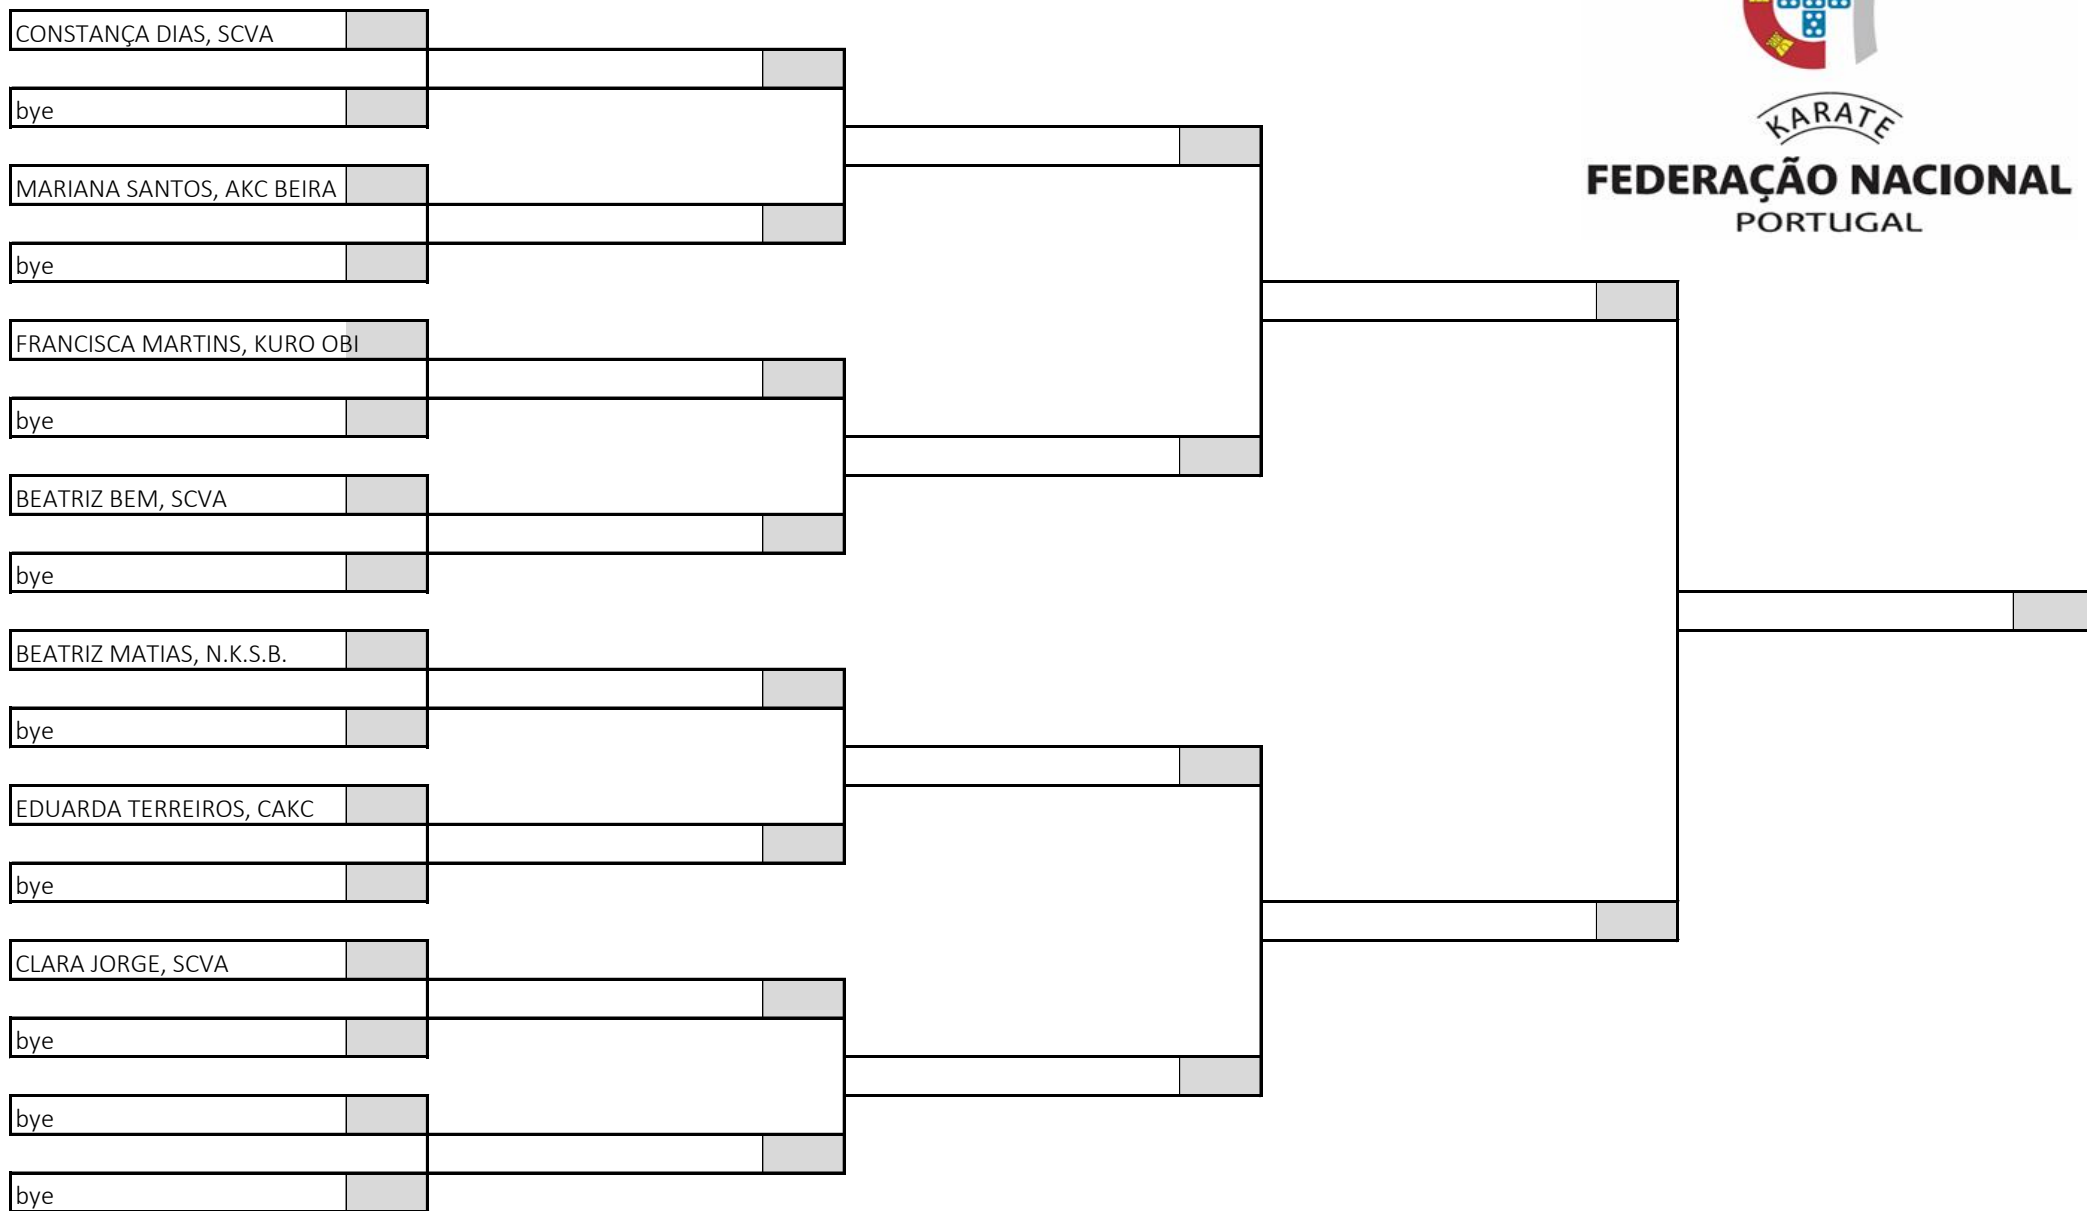 CONSTANÇA DIAS, SCVA
bye
MARIANA SANTOS, AKC BEIRA
bye
FRANCISCA MARTINS, KURO OBI
bye
BEATRIZ BEM, SCVA
bye
BEATRIZ MATIAS, N.K.S.B.
bye
EDUARDA TERREIROS, CAKC
bye
CLARA JORGE, SCVA
bye
bye
bye
KARATE
FEDERAÇÃO NACIONAL
PORTUGAL